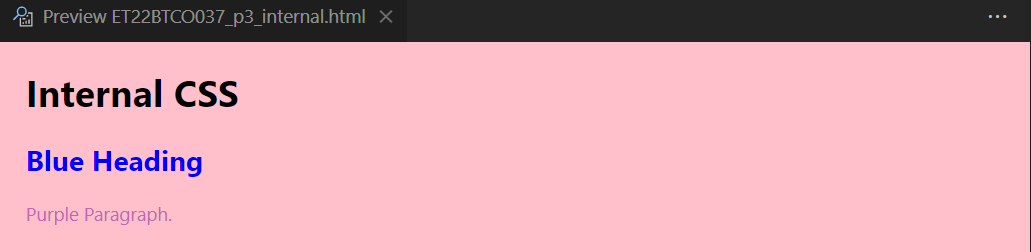 Preview ET22BTCO037_p3_internal.html
Internal CSS
Blue Heading
Purple Paragraph.